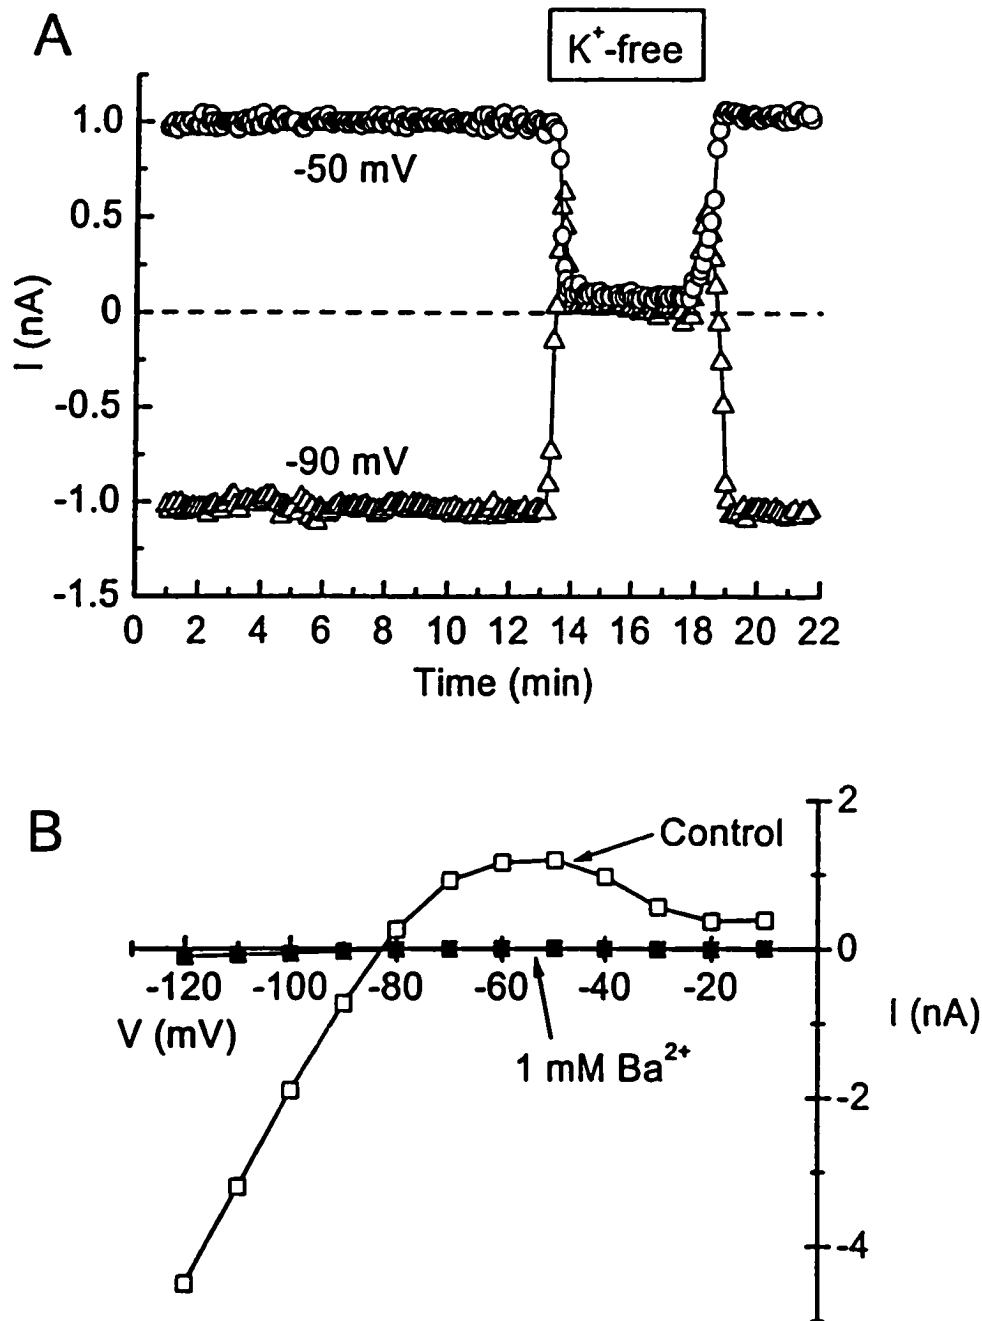 A
K⁺-free
1.0
-50 mV
0.5
I (nA)
0
-0.5
-90 mV
-1.0
-1.5
0 2 4 6 8 10 12 14 16 18 20 22
Time (min)
B
2
Control
0
-120 -100 -80 -60 -40 -20
V (mV)
I (nA)
1 mM Ba²⁺
-2
-4